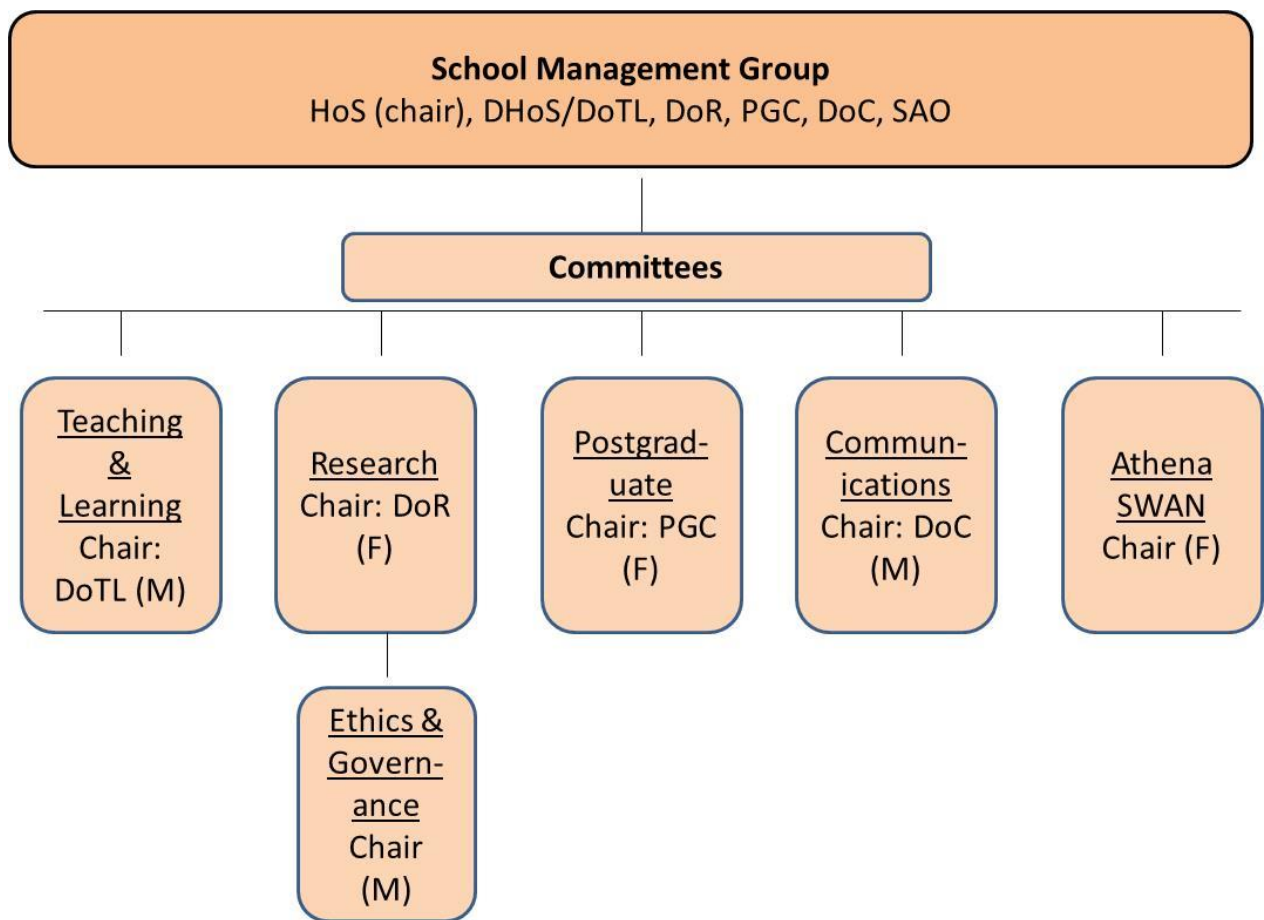 School Management Group
HoS (chair), DHoS/DoTL, DoR, PGC, DoC, SAO
Committees
Teaching
&
Learning
Chair:
DoTL (M)
Research
Chair: DoR
(F)
Postgrad-
uate
Chair: PGC
(F)
Commun-
ications
Chair: DoC
(M)
Athena
SWAN
Chair (F)
Ethics &
Govern-
ance
Chair
(M)